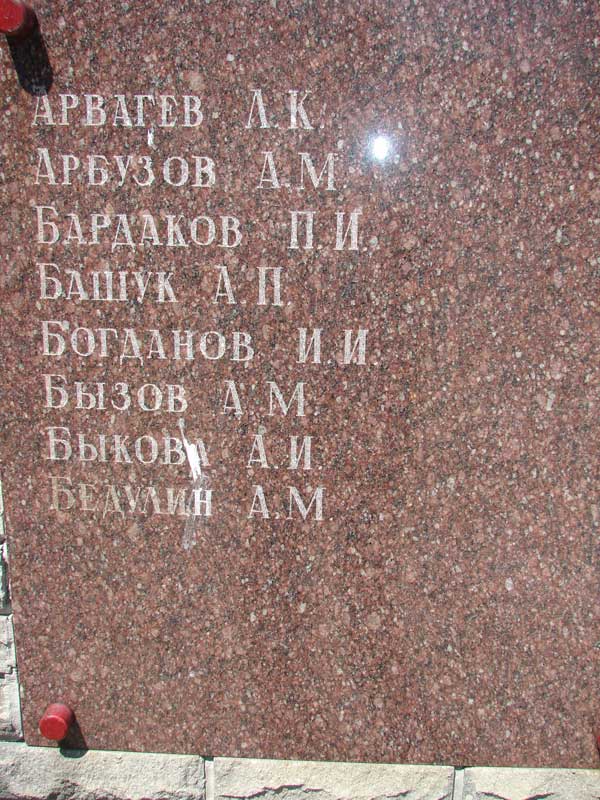 АРВАГЕВ Л.К.
АРБУЗОВ А.М
БАРДАКОВ П.И.
БАШУК А.П.
БОГДАНОВ И.И.
БЫЗОВ А М
БЫКОВА А.И.
БЕДУЛИН А.М